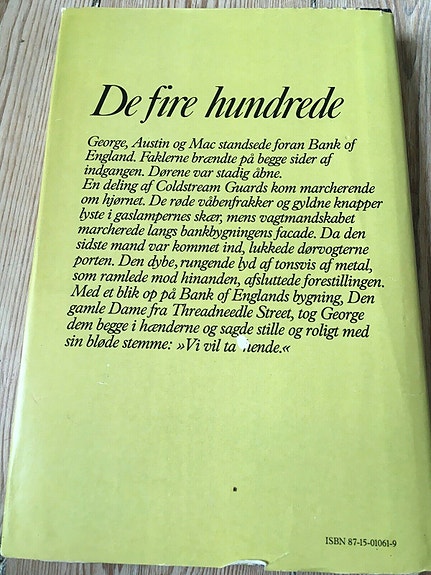 De fire hundrede
George, Austin og Mac standsede foran Bank of
England. Faklerne brændte på begge sider af
indgangen. Dørene var stadig åbne.
En deling af Coldstream Guards kom marcherende
om hjørnet. De røde våbenfrakker og gyldne knapper
lyste i gaslampernes skær, mens vagtmandskabet
marcherede langs bankbygningens facade. Da den
sidste mand var kommet ind, lukkede dørvogterne
porten. Den dybe, rungende lyd af tonsvis af metal,
som ramlede mod hinanden, afsluttede forestillingen.
Med et blik op på Bank of Englands bygning, Den
gamle Dame fra Threadneedle Street, tog George
dem begge i hænderne og sagde stille og roligt med
sin bløde stemme: »Vi vil ta
ISBN 87-15-01061-9